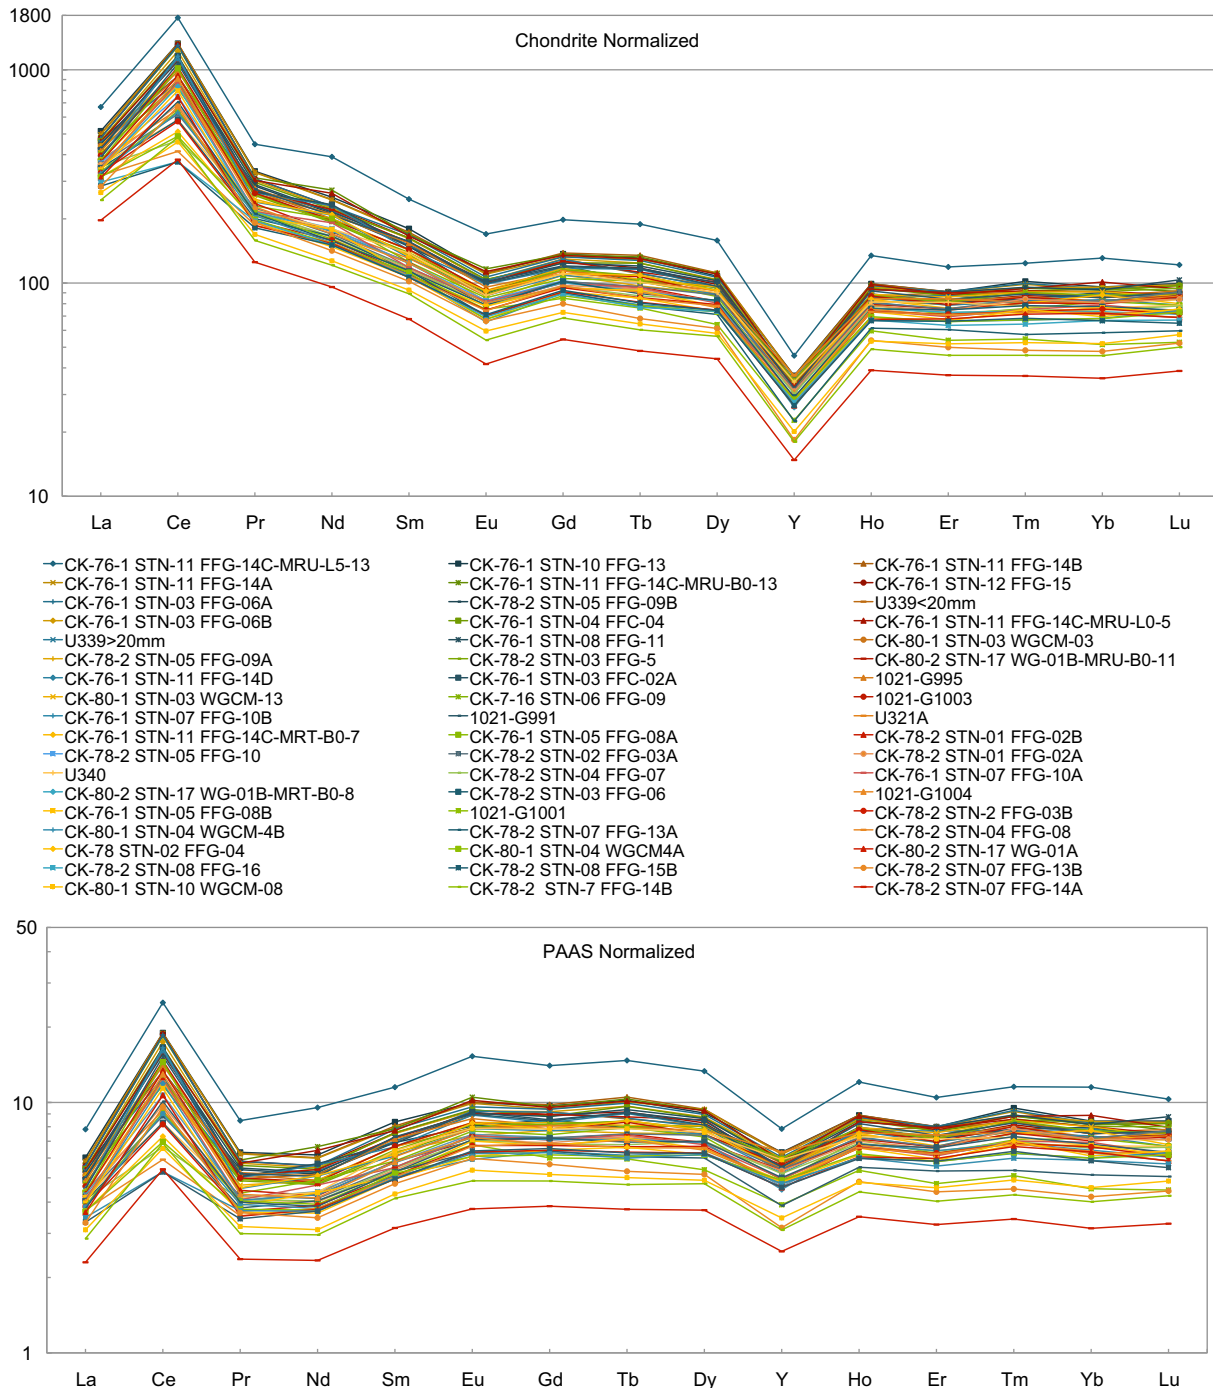 1800
Chondrite Normalized
1000
100
10
La Ce Pr Nd Sm Eu Gd Tb Dy Y Ho Er Tm Yb Lu
CK-76-1 STN-11 FFG-14C-MRU-L5-13 CK-76-1 STN-10 FFG-13 CK-76-1 STN-11 FFG-14B
CK-76-1 STN-11 FFG-14A CK-76-1 STN-11 FFG-14C-MRU-B0-13 CK-76-1 STN-12 FFG-15
CK-76-1 STN-03 FFG-06A CK-78-2 STN-05 FFG-09B U339<20mm
CK-76-1 STN-03 FFG-06B CK-76-1 STN-04 FFC-04 CK-76-1 STN-11 FFG-14C-MRU-L0-5
U339>20mm CK-76-1 STN-08 FFG-11 CK-80-1 STN-03 WGCM-03
CK-78-2 STN-05 FFG-09A CK-78-2 STN-03 FFG-5 CK-80-2 STN-17 WG-01B-MRU-B0-11
CK-76-1 STN-11 FFG-14D CK-76-1 STN-03 FFC-02A 1021-G995
CK-80-1 STN-03 WGCM-13 CK-7-16 STN-06 FFG-09 1021-G1003
CK-76-1 STN-07 FFG-10B 1021-G991 U321A
CK-76-1 STN-11 FFG-14C-MRT-B0-7 CK-76-1 STN-05 FFG-08A CK-78-2 STN-01 FFG-02B
CK-78-2 STN-05 FFG-10 CK-78-2 STN-02 FFG-03A CK-78-2 STN-01 FFG-02A
U340 CK-78-2 STN-04 FFG-07 CK-76-1 STN-07 FFG-10A
CK-80-2 STN-17 WG-01B-MRT-B0-8 CK-78-2 STN-03 FFG-06 1021-G1004
CK-76-1 STN-05 FFG-08B 1021-G1001 CK-78-2 STN-2 FFG-03B
CK-80-1 STN-04 WGCM-4B CK-78-2 STN-07 FFG-13A CK-78-2 STN-04 FFG-08
CK-78 STN-02 FFG-04 CK-80-1 STN-04 WGCM4A CK-80-2 STN-17 WG-01A
CK-78-2 STN-08 FFG-16 CK-78-2 STN-08 FFG-15B CK-78-2 STN-07 FFG-13B
CK-80-1 STN-10 WGCM-08 CK-78-2 STN-7 FFG-14B CK-78-2 STN-07 FFG-14A
50
PAAS Normalized
10
1
La Ce Pr Nd Sm Eu Gd Tb Dy Y Ho Er Tm Yb Lu